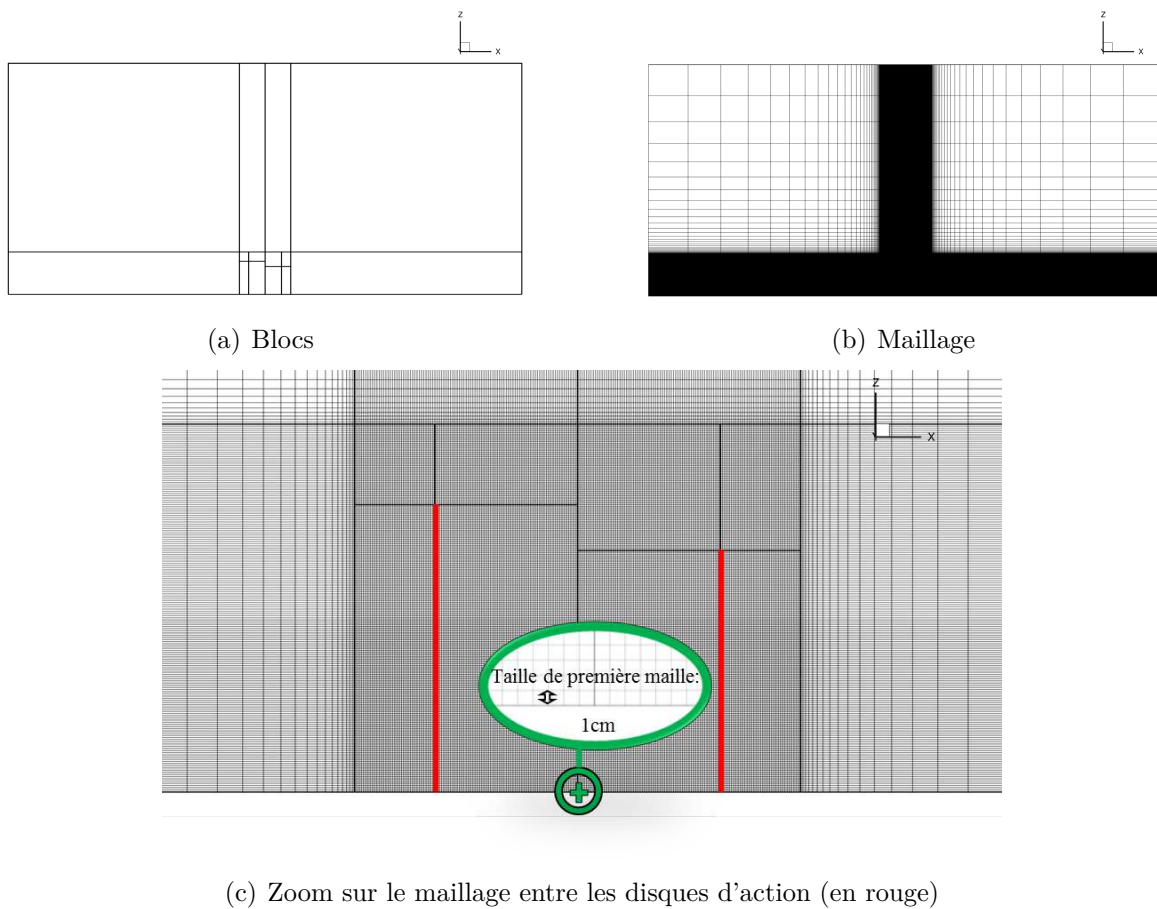 z
x
z
x
(a) Blocs
(b) Maillage
z
x
Taille de première maille:
1cm
(c) Zoom sur le maillage entre les disques d'action (en rouge)